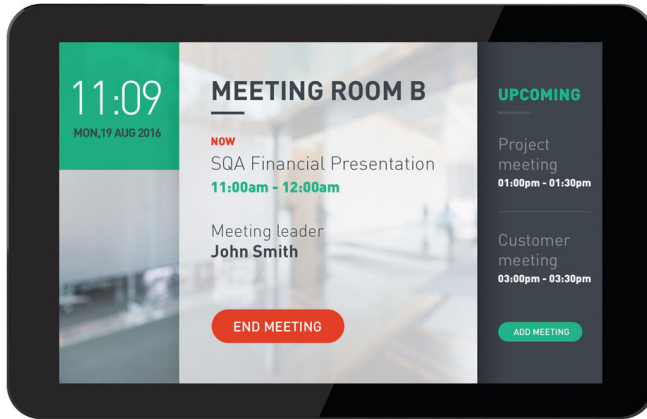 11:09
MON,19 AUG 2016
MEETING ROOM B
NOW
SQA Financial Presentation
11:00am - 12:00am
Meeting leader
John Smith
END MEETING
UPCOMING
Project
meeting
01:00pm - 01:30pm
Customer
meeting
03:00pm - 03:30pm
ADD MEETING